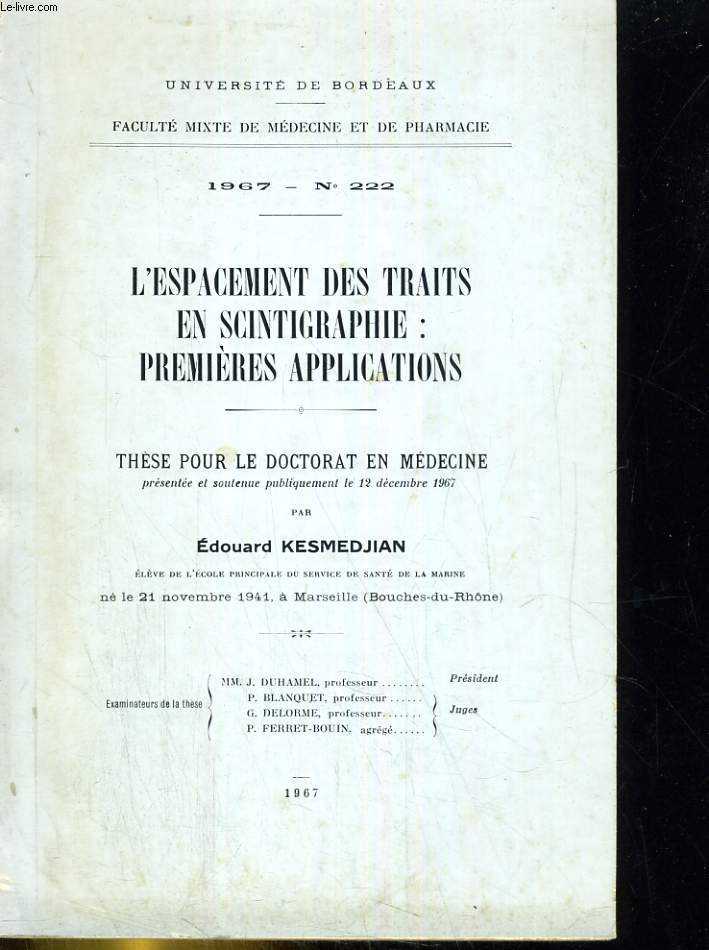 Le-livre.com
UNIVERSITÉ DE BORDEAUX
FACULTÉ MIXTE DE MÉDECINE ET DE PHARMACIE
1967 – N° 222
L'ESPACEMENT DES TRAITS
EN SCINTIGRAPHIE :
PREMIÈRES APPLICATIONS
THÈSE POUR LE DOCTORAT EN MÉDECINE
présentée et soutenue publiquement le 12 décembre 1967
PAR
Édouard KESMEDJIAN
ÉLÈVE DE L'ÉCOLE PRINCIPALE DU SERVICE DE SANTÉ DE LA MARINE
né le 21 novembre 1941, à Marseille (Bouches-du-Rhône)
Examinateurs de la thèse
MM. J. DUHAMEL, professeur ........ Président
P. BLANQUET, professeur ......
G. DELORME, professeur....... Juges
P. FERRET-BOUIN, agrégé......
1967